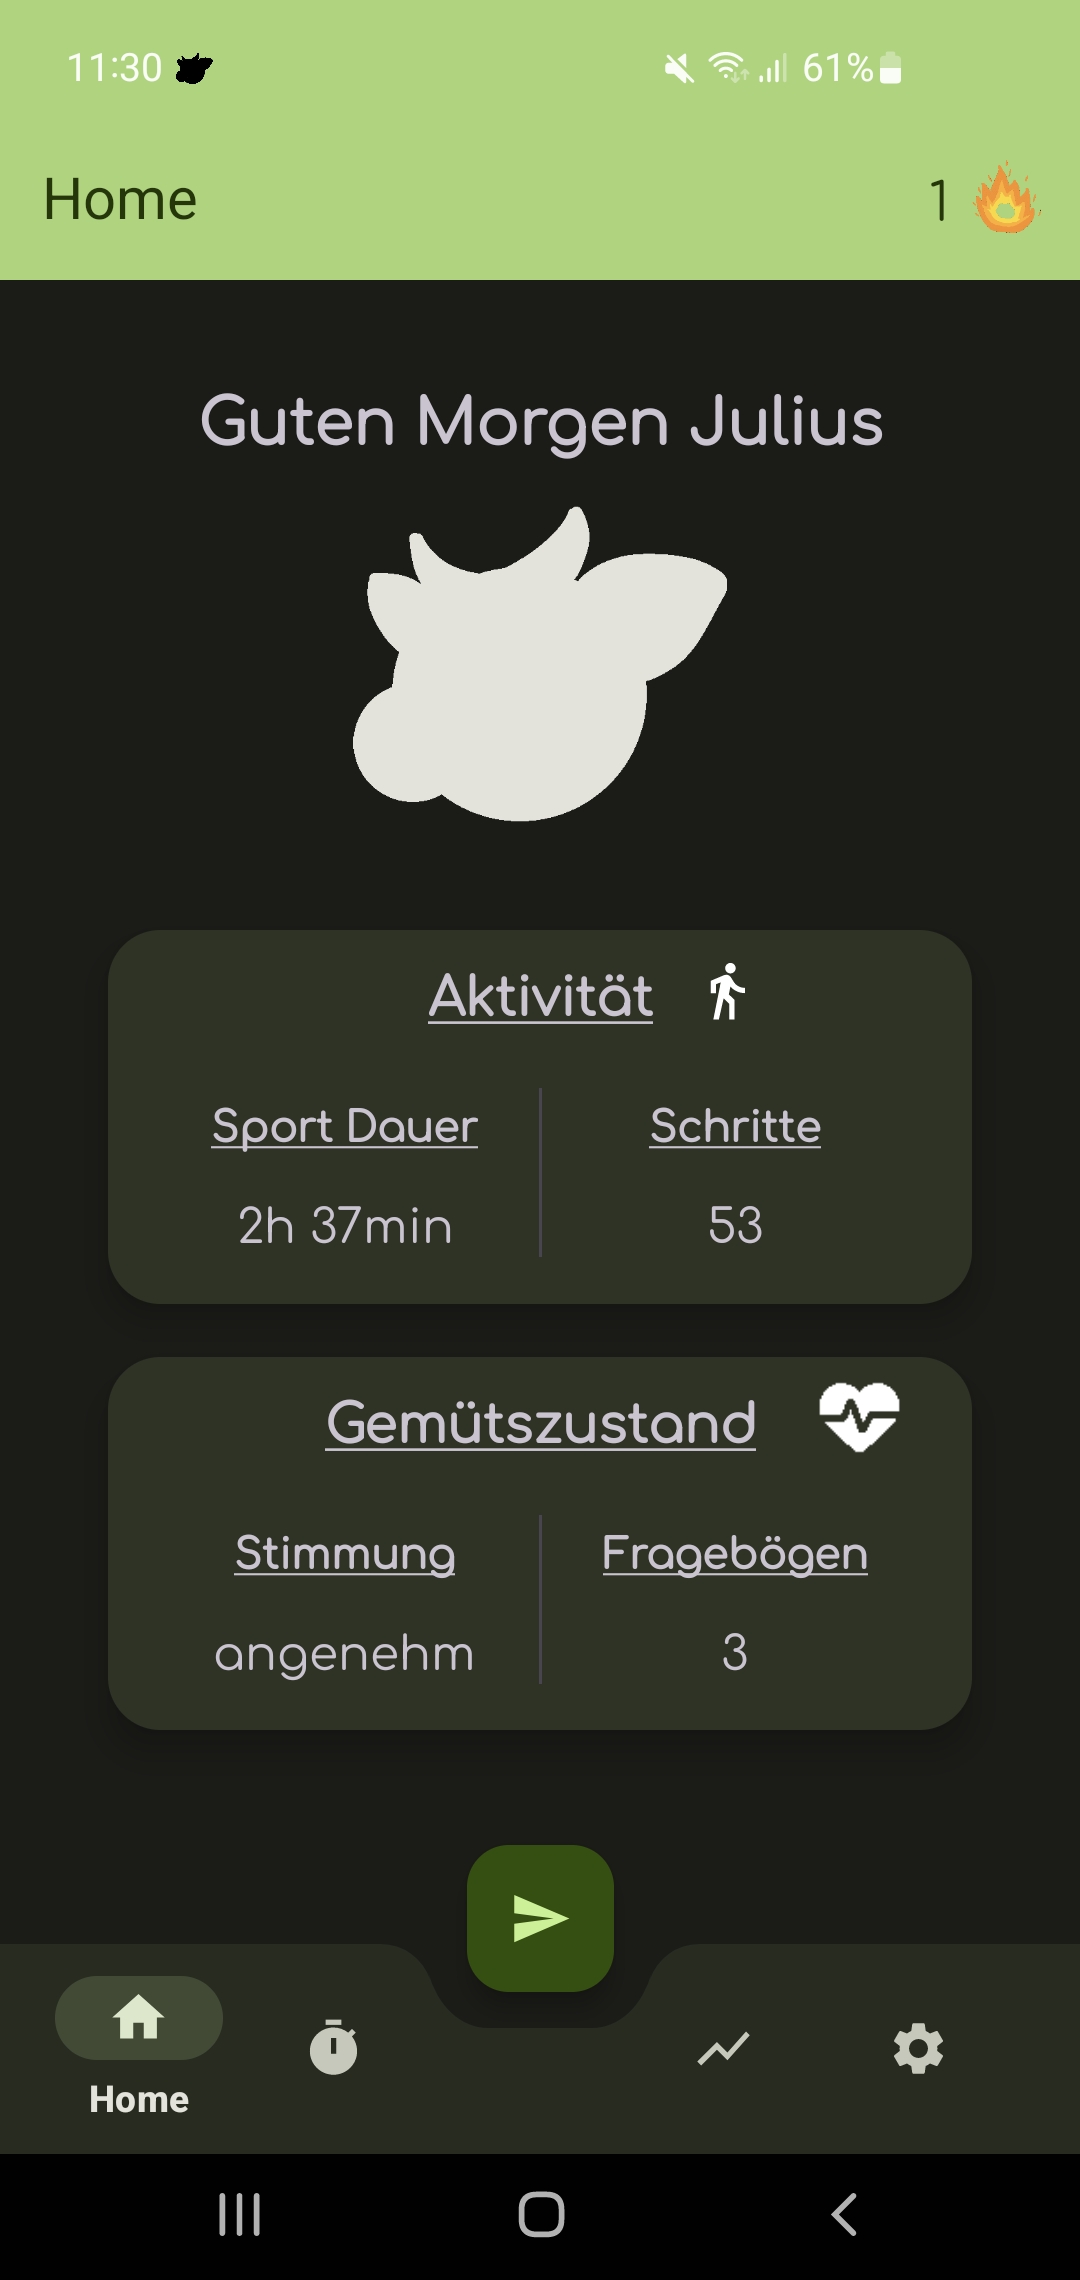 11:30 61%
Home 1
Guten Morgen Julius
Aktivität
Sport Dauer Schritte
2h 37min 53
Gemütszustand
Stimmung Fragebögen
angenehm 3
Home